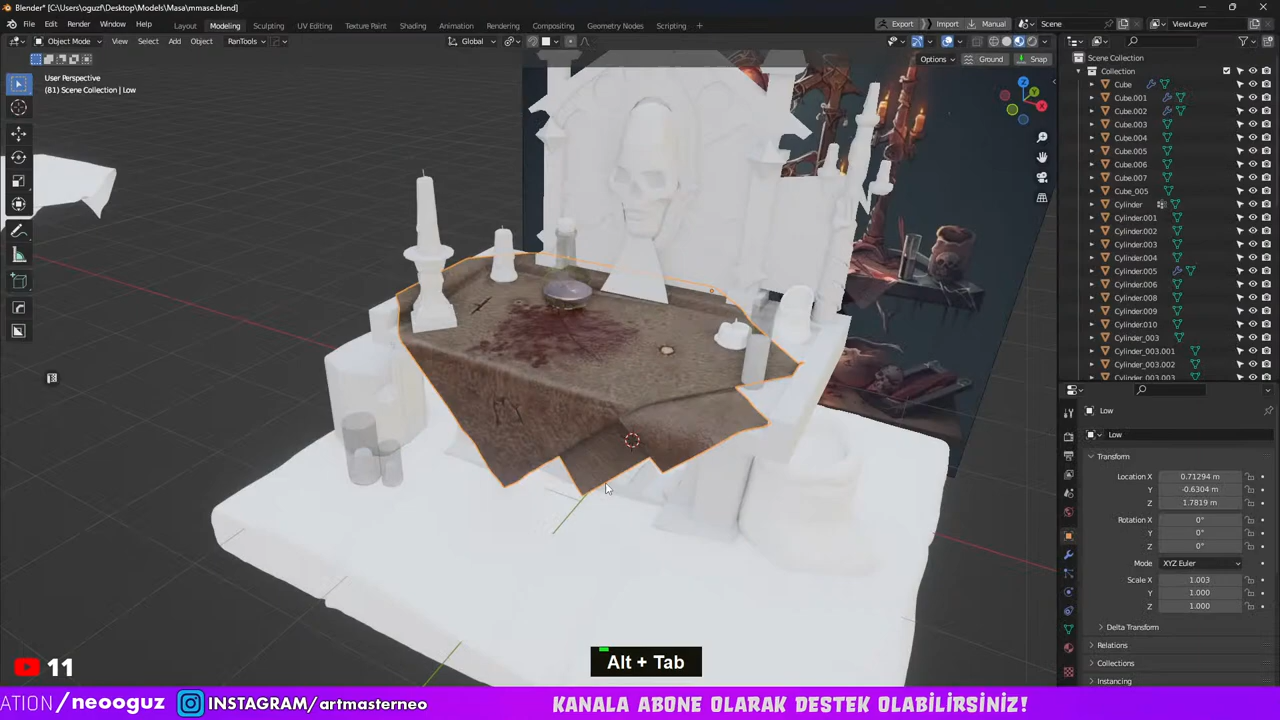 Blender* [C:\Users\oguzf\Desktop\Models\Masa\mmase.blend]
File Edit Render Window Help Layout Modeling Sculpting UV Editing Texture Paint Shading Animation Rendering Compositing Geometry Nodes Scripting Export Import Manual Scene ViewLayer
Object Mode View Select Add Object RanTools Global
Options Ground Snap
User Perspective
(81) Scene Collection | Low
Scene Collection
Collection
Cube
Cube.001
Cube.002
Cube.003
Cube.004
Cube.005
Cube.006
Cube.007
Cube_005
Cylinder
Cylinder.001
Cylinder.002
Cylinder.003
Cylinder.004
Cylinder.005
Cylinder.006
Cylinder.008
Cylinder.009
Cylinder.010
Cylinder_003
Cylinder_003.001
Cylinder_003.002
Cylinder_003.003
Low
Low
Transform
Location X 0.71294 m
Y -0.6304 m
Z 1.7819 m
Rotation X 0°
Y 0°
Z 0°
Mode XYZ Euler
Scale X 1.003
Y 1.000
Z 1.000
Delta Transform
Relations
Collections
Instancing
X
Z
Alt + Tab
11
ATION/neooguz INSTAGRAM/artmasterneo KANALA ABONE OLARAK DESTEK OLABİLİRSİNİZ!